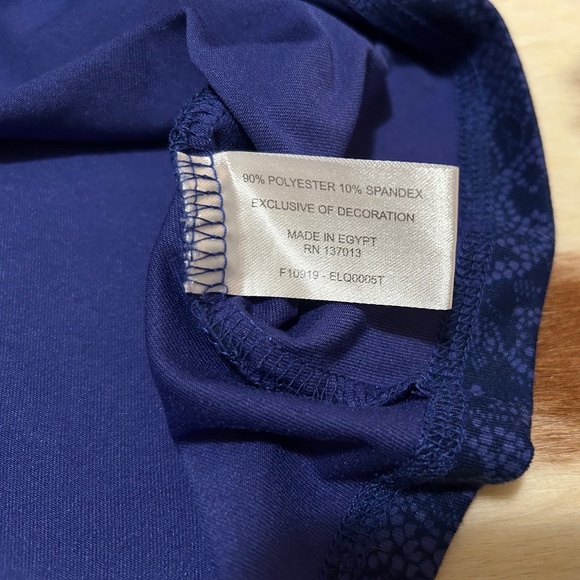 90% POLYESTER 10% SPANDEX
EXCLUSIVE OF DECORATION
MADE IN EGYPT
RN 137013
F10919 - ELQ0005T